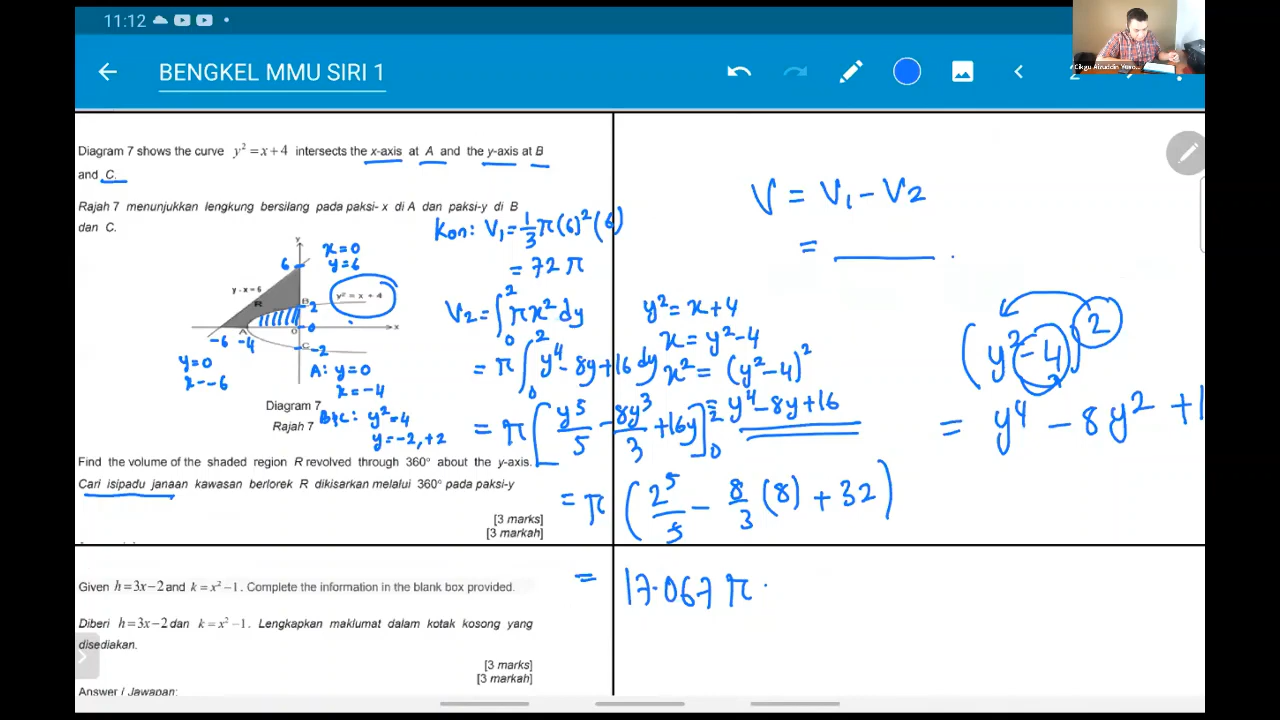 11:12
BENGKEL MMU SIRI 1
Diagram 7 shows the curve y² = x + 4 intersects the x-axis at A and the y-axis at B
and C.
Rajah 7 menunjukkan lengkung bersilang pada paksi- x di A dan paksi-y di B
dan C.
y
x=0
y=6
6
y - x = 6
R
B
2
y² = x + 4
A
0
x
-6
-4
0
C
-2
y=0
x=-6
A: y=0
x=-4
Diagram 7
Rajah 7
B&C: y²=4
y=-2,+2
Find the volume of the shaded region R revolved through 360° about the y-axis.
Cari isipadu janaan kawasan berlorek R dikisarkan melalui 360° pada paksi-y
[3 marks]
[3 markah]
Kon: V₁=1/3 π(6)²(6)
= 72π
V2=∫₀² πx² dy
= π∫₀² y⁴-8y+16 dy
= π[y⁵/5 - 8y³/3 +16y]₀²
= π(2⁵/5 - 8/3 (8) + 32)
= 17.067 π
y²=x+4
x=y²-4
x²=(y²-4)²
= y⁴-8y+16
V = V₁-V2
=
(y²-4)²
= y⁴ - 8y² + 1
Given h=3x−2 and k=x²−1. Complete the information in the blank box provided.
Diberi h=3x−2 dan k=x²−1. Lengkapkan maklumat dalam kotak kosong yang
disediakan.
[3 marks]
[3 markah]
Answer / Jawapan: